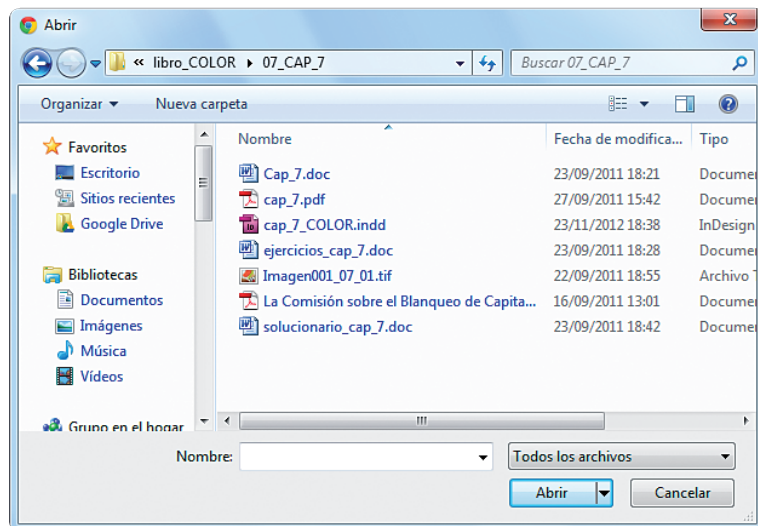 Abrir
« libro_COLOR ▸ 07_CAP_7
Buscar 07_CAP_7
Organizar
Nueva carpeta
Favoritos
Escritorio
Sitios recientes
Google Drive
Bibliotecas
Documentos
Imágenes
Música
Vídeos
Grupo en el hogar
Nombre Fecha de modifica... Tipo
Cap_7.doc 23/09/2011 18:21 Documen
cap_7.pdf 27/09/2011 15:42 Documen
cap_7_COLOR.indd 23/11/2012 18:38 InDesign
ejercicios_cap_7.doc 23/09/2011 18:28 Documen
Imagen001_07_01.tif 22/09/2011 18:55 Archivo T
La Comisión sobre el Blanqueo de Capita... 16/09/2011 13:01 Documen
solucionario_cap_7.doc 23/09/2011 18:42 Documen
Nombre:
Todos los archivos
Abrir
Cancelar